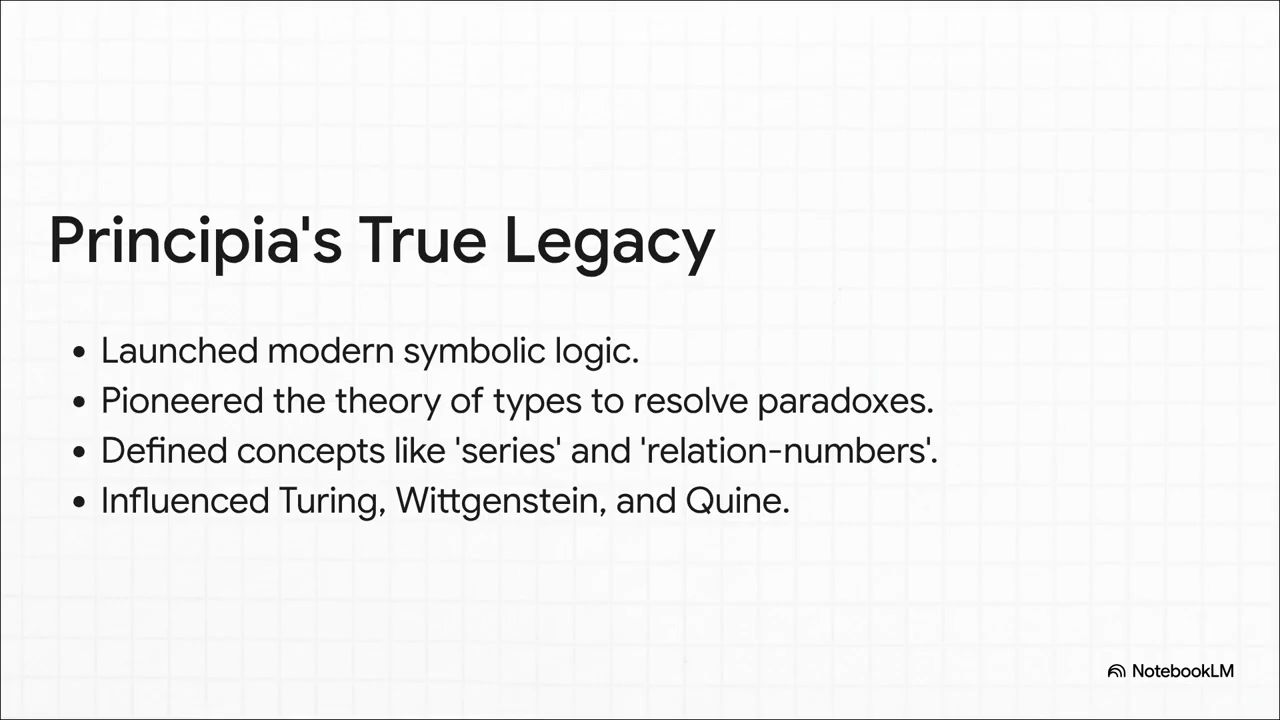 Principia's True Legacy
• Launched modern symbolic logic.
• Pioneered the theory of types to resolve paradoxes.
• Defined concepts like 'series' and 'relation-numbers'.
• Influenced Turing, Wittgenstein, and Quine.
NotebookLM